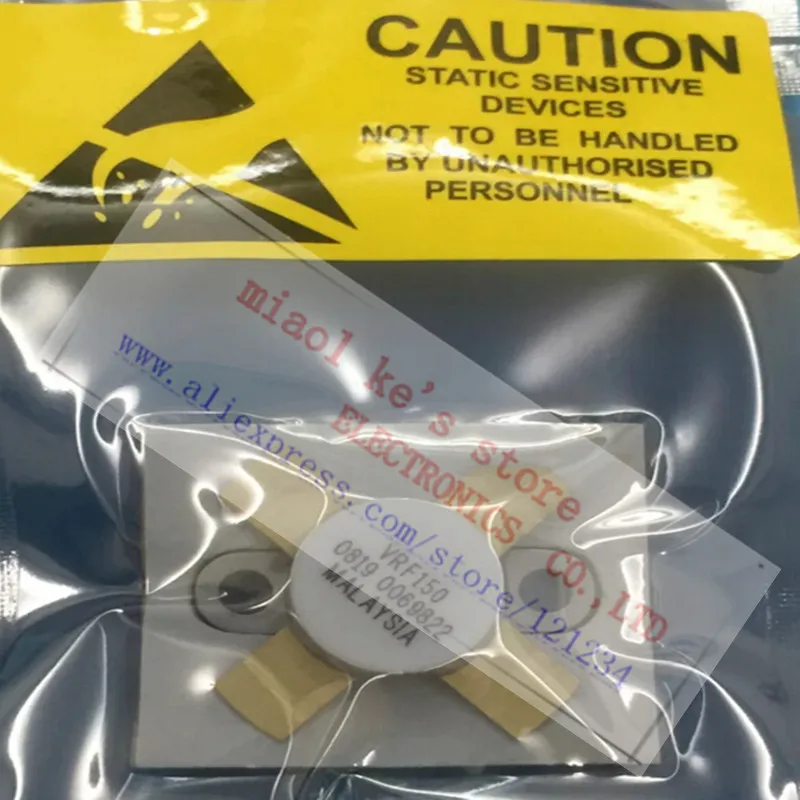 CAUTION
STATIC SENSITIVE
DEVICES
NOT TO BE HANDLED
BY UNAUTHORISED
PERSONNEL
miaol ke's store
ELECTRONICS CO.,LTD
www.aliexpress.com/store/121234
VRF150
0819 0069822
MALAYSIA